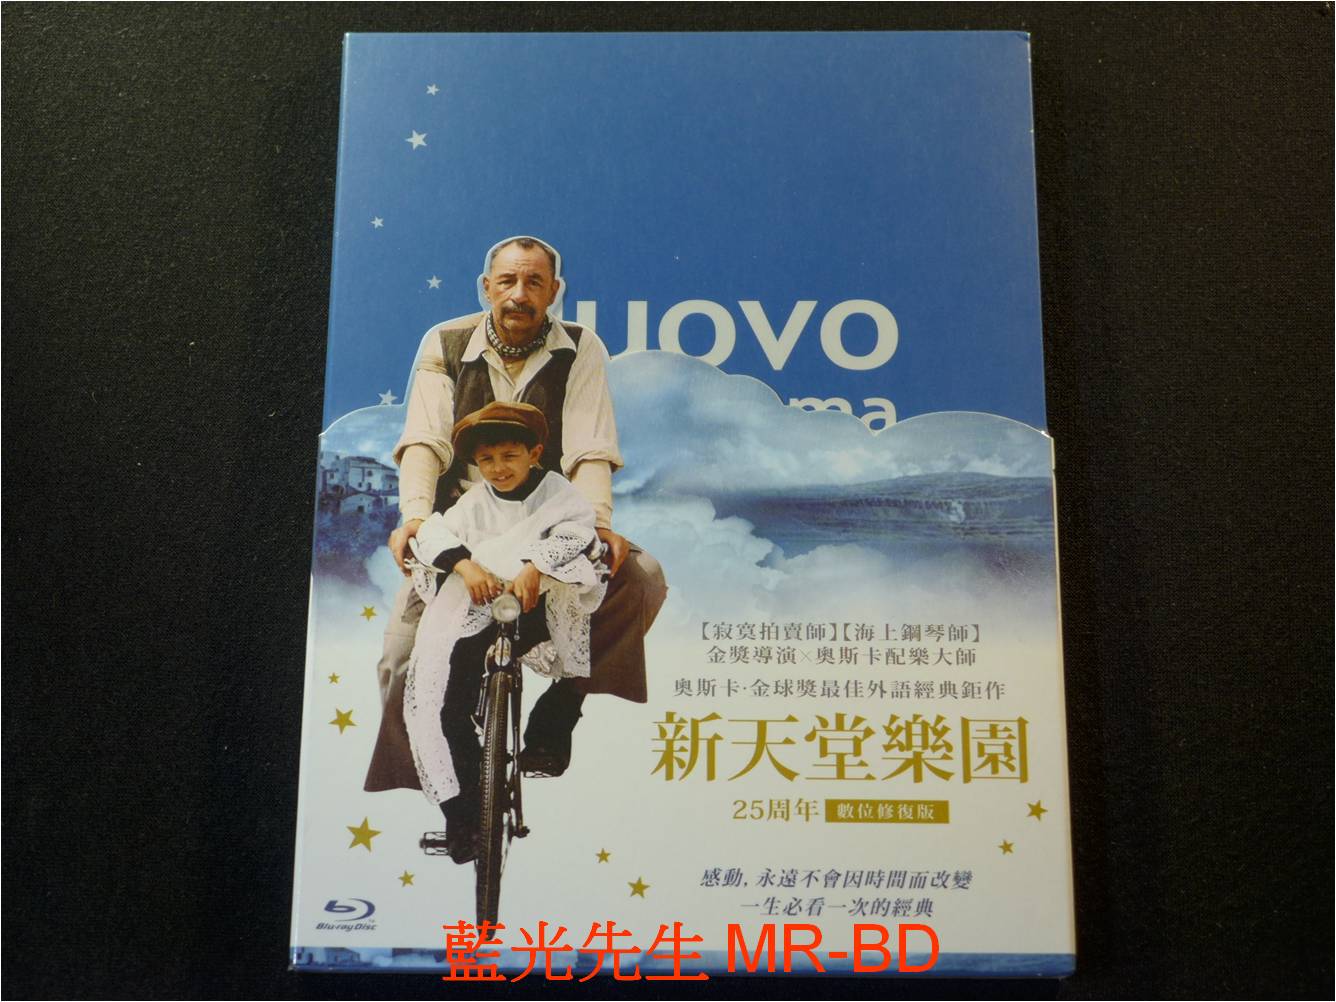 uovo
ma
【寂寞拍賣師】【海上鋼琴師】
金獎導演×奧斯卡配樂大師
奧斯卡·金球獎最佳外語經典鉅作
新天堂樂園
25周年 數位修復版
感動,永遠不會因時間而改變
一生必看一次的經典
Blu-ray Disc
藍光先生 MR-BD